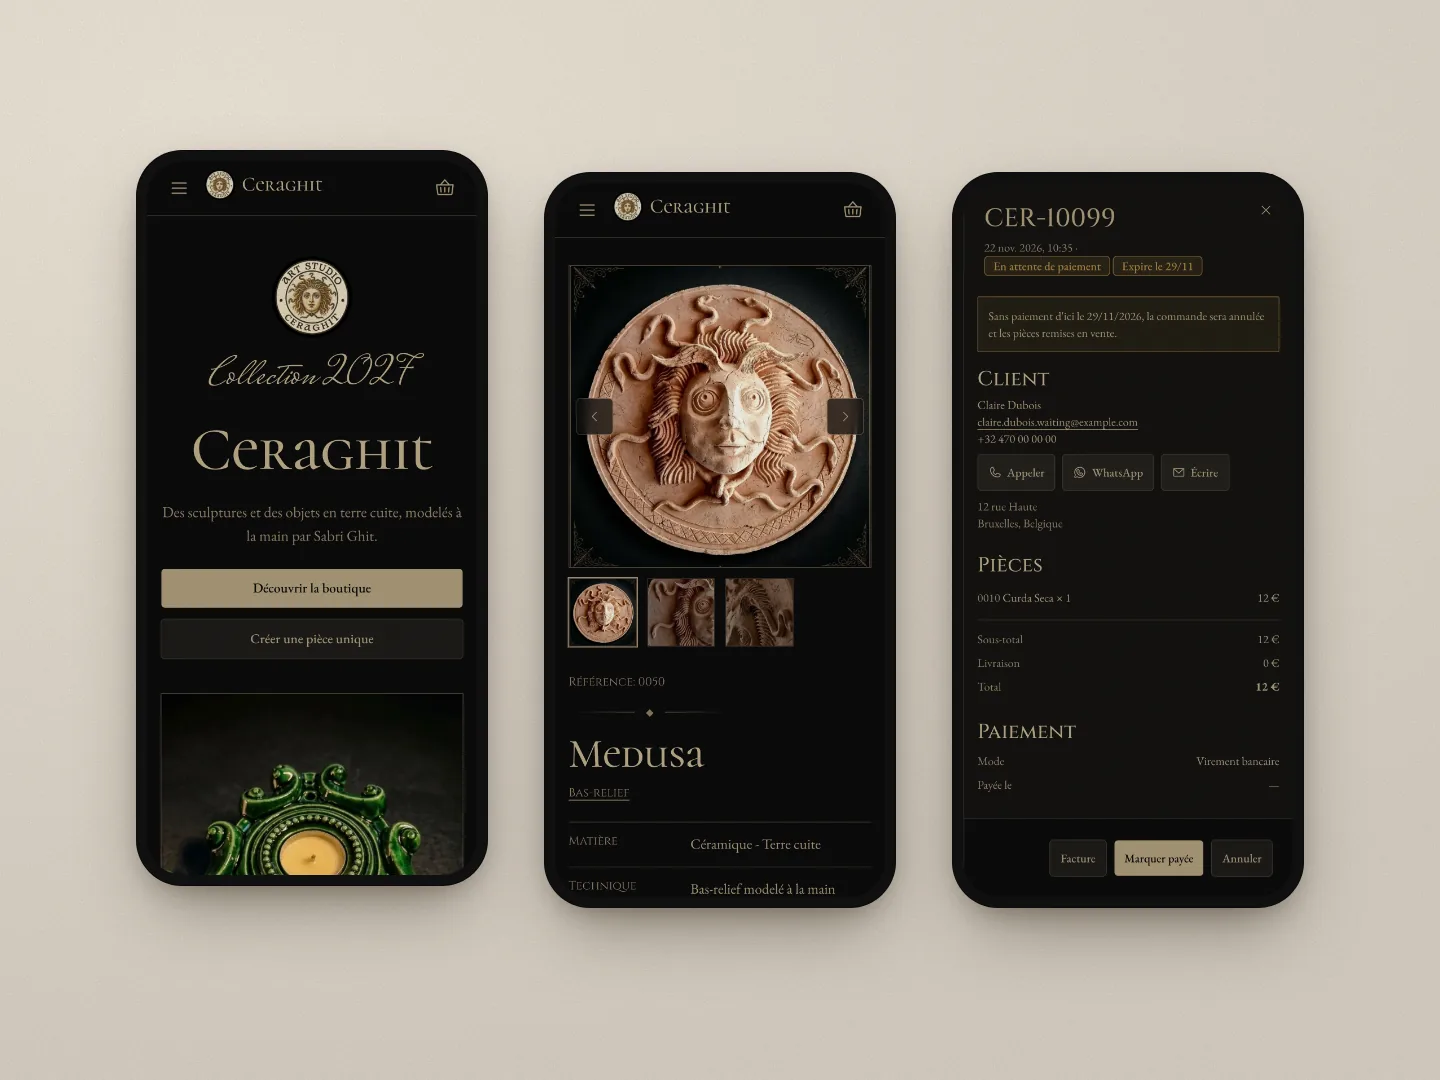 Ceraghit
ART STUDIO
CERAGHIT
Collection 2027
Ceraghit
Des sculptures et des objets en terre cuite, modelés à
la main par Sabri Ghit.
Découvrir la boutique
Créer une pièce unique
Ceraghit
Référence: 0050
Medusa
Bas-relief
Matière
Céramique - Terre cuite
Technique
Bas-relief modelé à la main
CER-10099
22 nov. 2026, 10:35 ·
En attente de paiement
Expire le 29/11
Sans paiement d'ici le 29/11/2026, la commande sera annulée
et les pièces remises en vente.
Client
Claire Dubois
claire.dubois.waiting@example.com
+32 470 00 00 00
Appeler
WhatsApp
Écrire
12 rue Haute
Bruxelles, Belgique
Pièces
0010 Curda Seca × 1 12 €
Sous-total 12 €
Livraison 0 €
Total 12 €
Paiement
Mode Virement bancaire
Payée le —
Facture
Marquer payée
Annuler